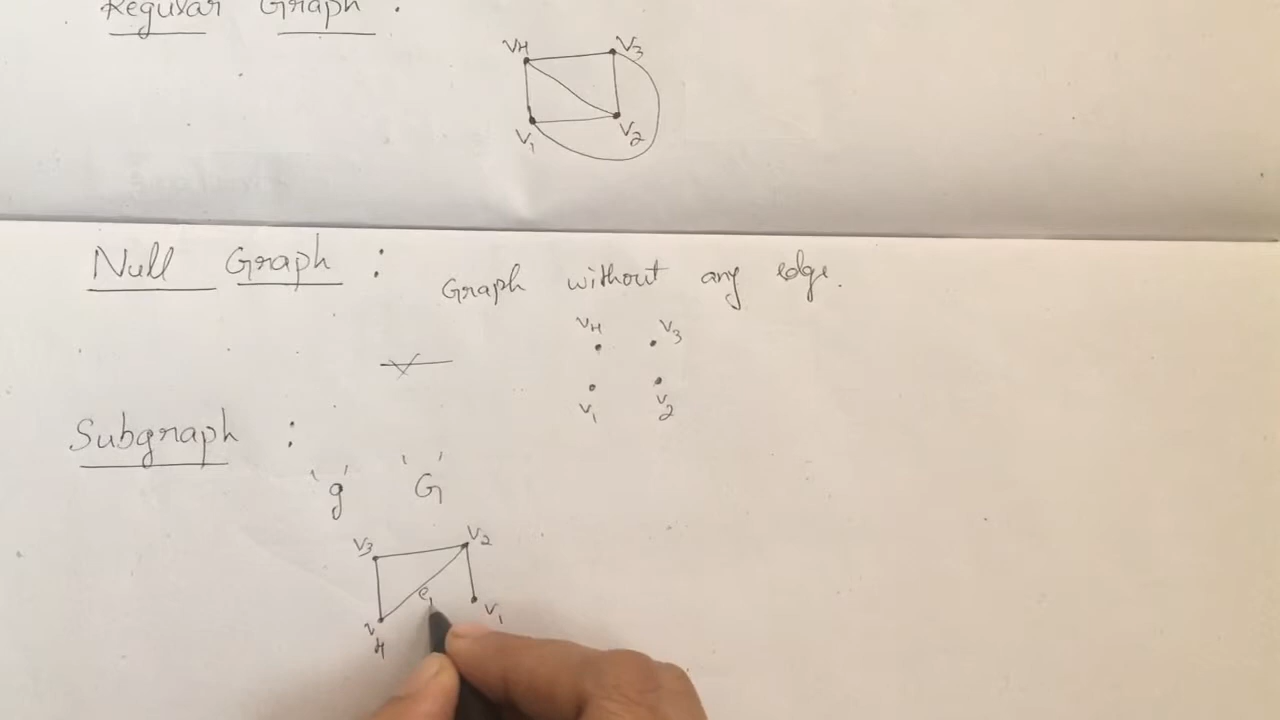 Regular Graph :
V4 V3
V1 V2
Null Graph : Graph without any edge.
V4 V3
V1 V2
Subgraph :
'g' 'G'
V3 V2
e1
V4 V1